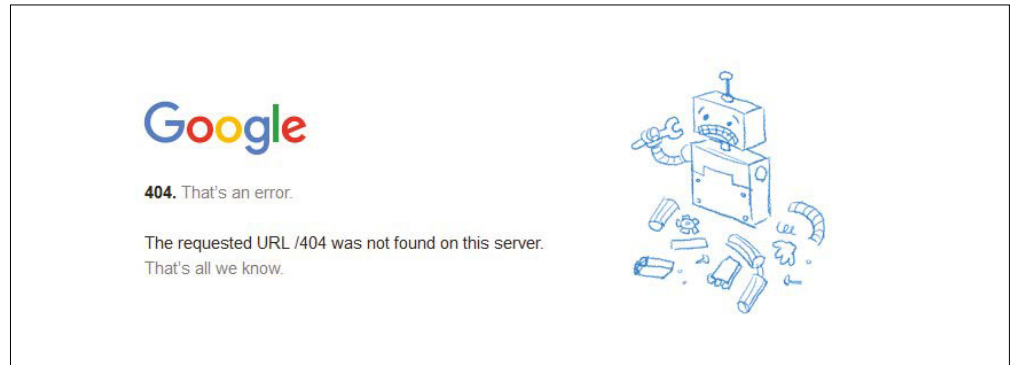 Google
404. That's an error.
The requested URL /404 was not found on this server.
That's all we know.